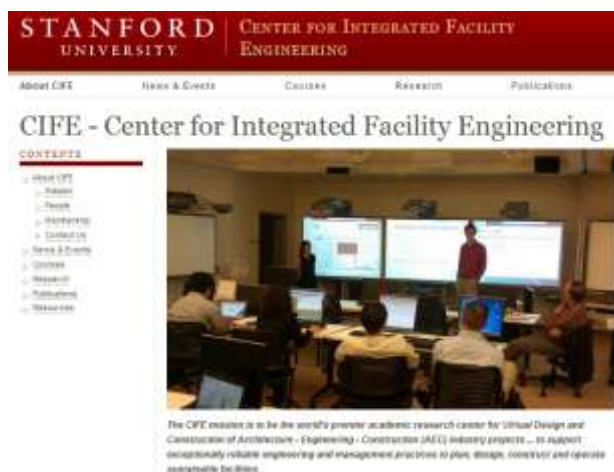 STANFORD
UNIVERSITY
CENTER FOR INTEGRATED FACILITY
ENGINEERING
About CIFE
News & Events
Courses
Research
Publications
CIFE - Center for Integrated Facility Engineering
CONTENTS
About CIFE
Mission
People
Membership
Contact Us
News & Events
Courses
Research
Publications
Resources
The CIFE mission is to be the world's premier academic research center for Virtual Design and
Construction of Architecture - Engineering - Construction (AEC) industry projects ... to support
exceptionally reliable engineering and management practices to plan, design, construct and operate
sustainable facilities